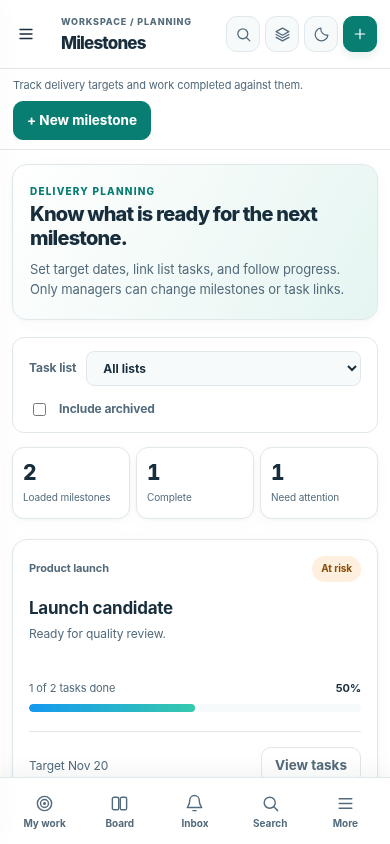 WORKSPACE / PLANNING
Milestones
Track delivery targets and work completed against them.
+ New milestone
DELIVERY PLANNING
Know what is ready for the next
milestone.
Set target dates, link list tasks, and follow progress.
Only managers can change milestones or task links.
Task list
All lists
Include archived
2
Loaded milestones
1
Complete
1
Need attention
Product launch
At risk
Launch candidate
Ready for quality review.
1 of 2 tasks done
50%
Target Nov 20
View tasks
My work
Board
Inbox
Search
More